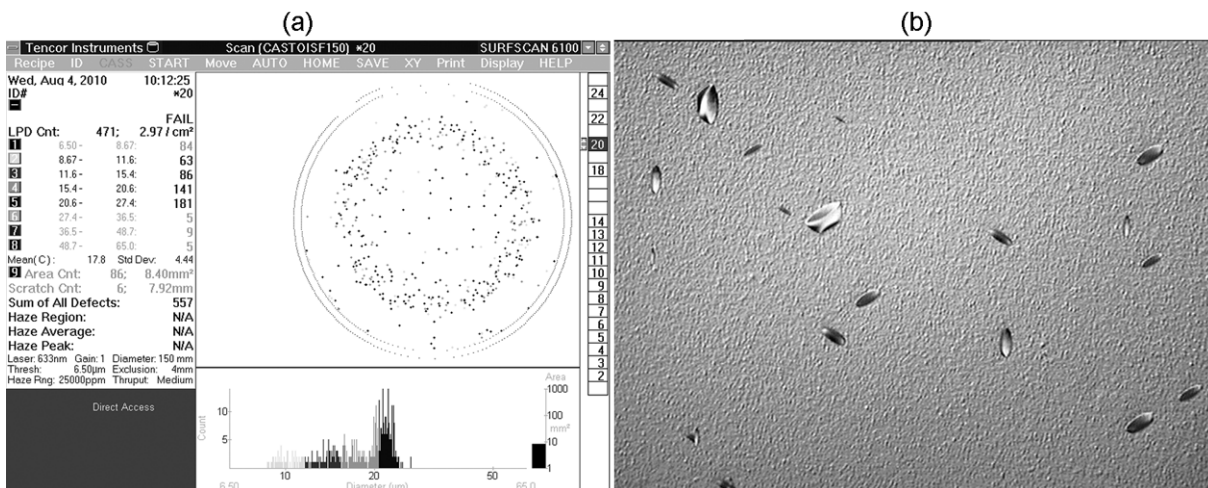 (a)
(b)
Tencor Instruments Scan (CASTOISF150) *20 SURFSCAN 6100
Recipe ID CASS START Move AUTO HOME SAVE XY Print Display HELP
Wed, Aug 4, 2010 10:12:25
ID# *20
FAIL
LPD Cnt: 471; 2.97 / cm²
1 6.50 - 8.67: 84
8.67 - 11.6: 63
3 11.6 - 15.4: 86
4 15.4 - 20.6: 141
5 20.6 - 27.4: 181
6 27.4 - 36.5: 5
7 36.5 - 48.7: 9
8 48.7 - 65.0: 5
Mean(C): 17.8 Std Dev: 4.44
9 Area Cnt: 86; 8.40mm²
Scratch Cnt: 6; 7.92mm
Sum of All Defects: 557
Haze Region: N/A
Haze Average: N/A
Haze Peak: N/A
Laser: 633nm Gain: 1 Diameter: 150 mm
Thresh: 6.50µm Exclusion: 4mm
Haze Rng: 25000ppm Thruput: Medium
Direct Access
24
22
20
18
14
13
12
11
10
9
8
7
6
5
4
3
2
Count
10
5
10 20 50
6.50 Diameter (um) 65.0
Area
1000
100
mm²
10
1